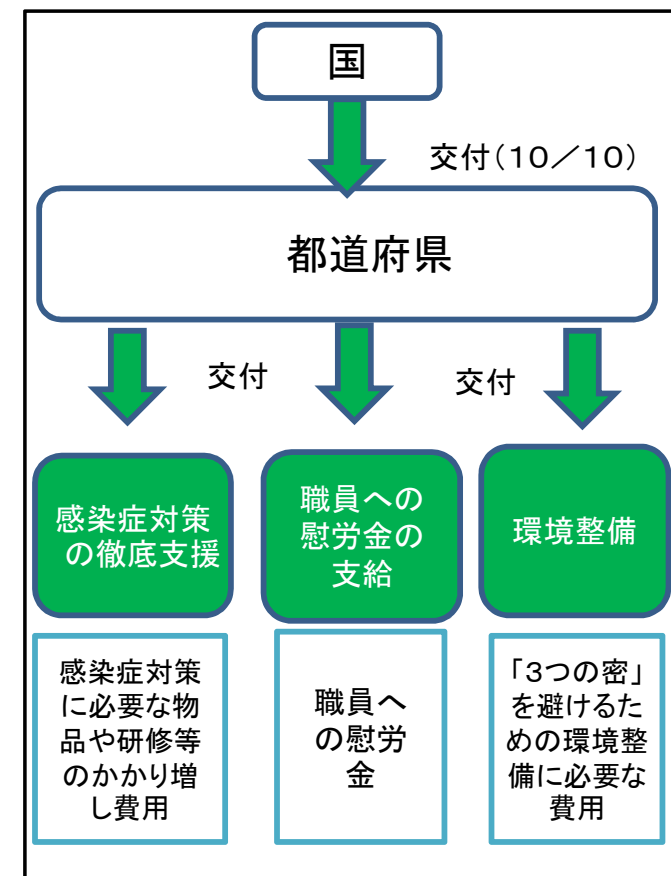 国
交付(10/10)
都道府県
交付
交付
感染症対策
の徹底支援
職員への
慰労金の
支給
環境整備
感染症対策
に必要な物
品や研修等
のかかり増
し費用
職員へ
の慰労
金
「3つの密」
を避けるた
めの環境整
備に必要な
費用